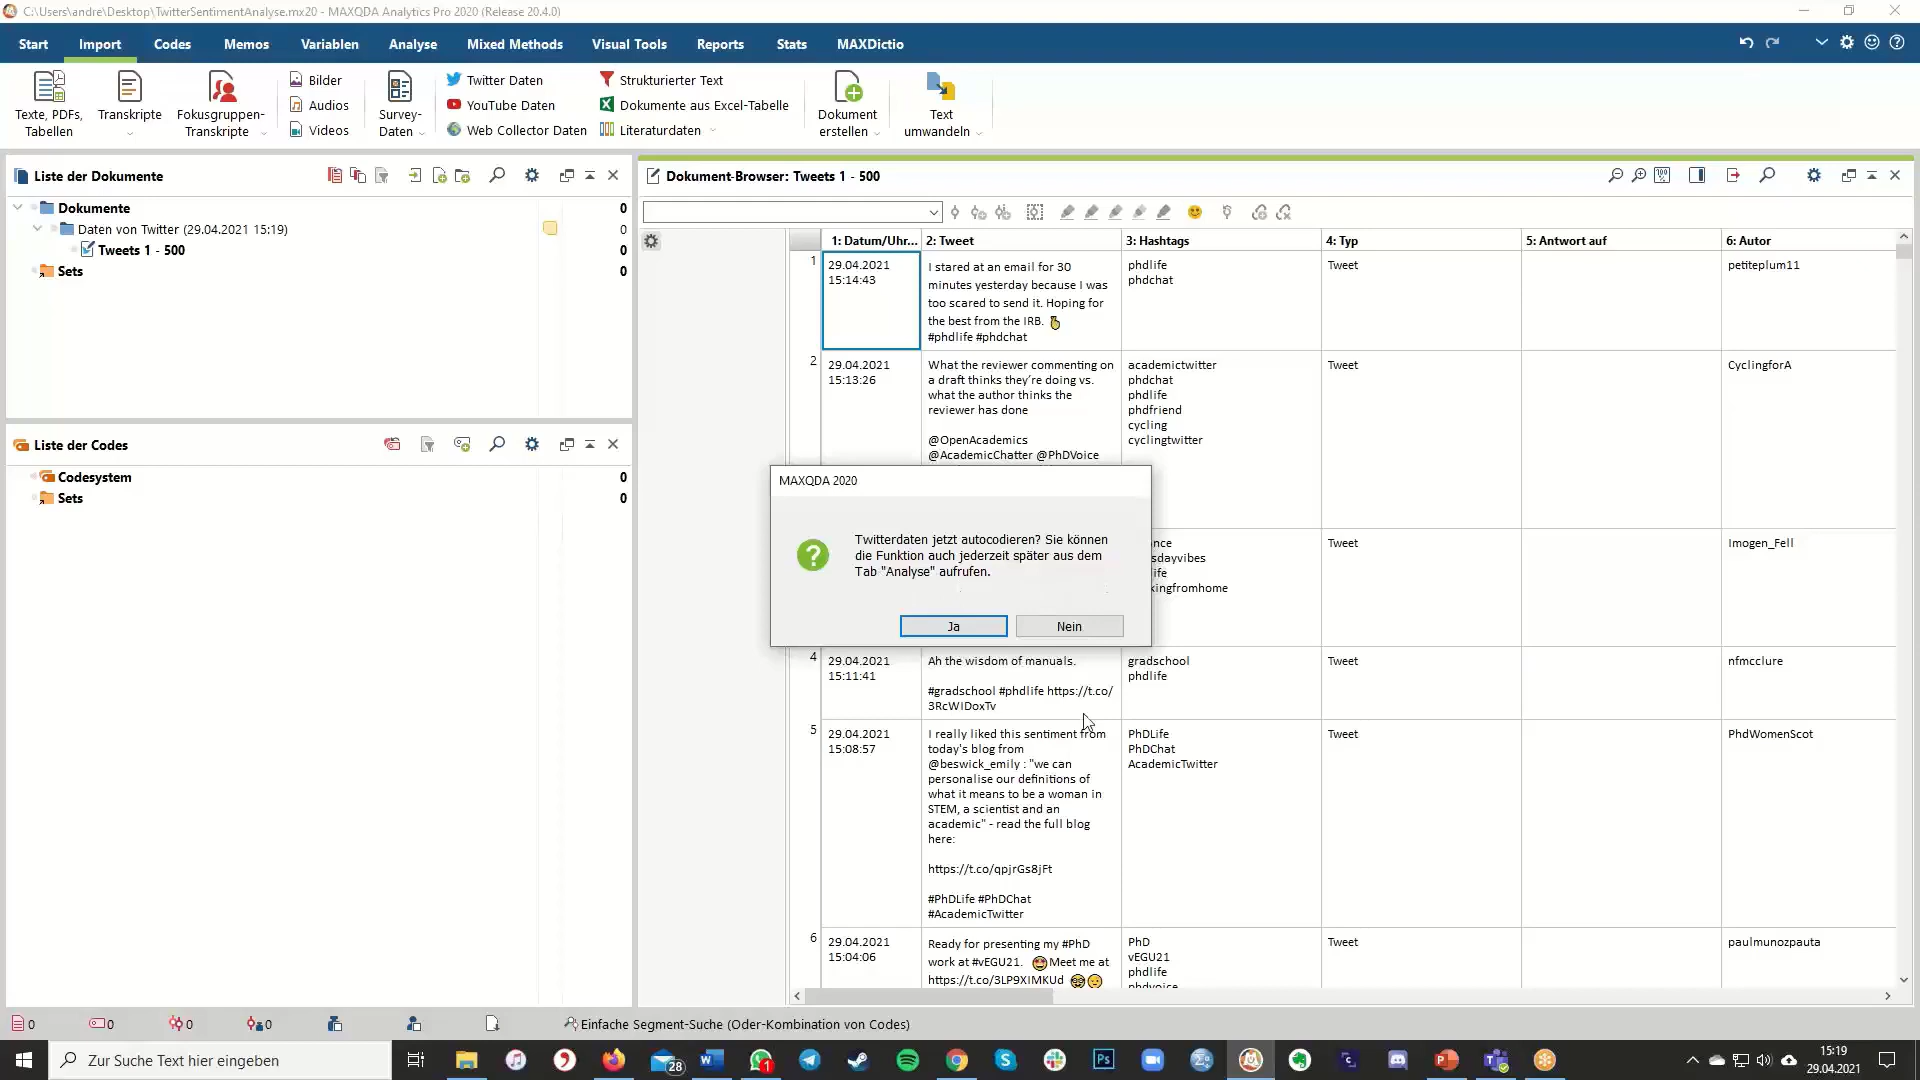 C:\Users\andre\Desktop\TwitterSentimentAnalyse.mx20 - MAXQDA Analytics Pro 2020 (Release 20.4.0)
Start Import Codes Memos Variablen Analyse Mixed Methods Visual Tools Reports Stats MAXDictio
Texte, PDFs, Tabellen
Transkripte
Fokusgruppen-Transkripte
Bilder
Audios
Videos
Survey-Daten
Twitter Daten
YouTube Daten
Web Collector Daten
Strukturierter Text
Dokumente aus Excel-Tabelle
Literaturdaten
Dokument erstellen
Text umwandeln
Liste der Dokumente
Dokumente 0
Daten von Twitter (29.04.2021 15:19) 0
Tweets 1 - 500 0
Sets 0
Liste der Codes
Codesystem 0
Sets 0
Dokument-Browser: Tweets 1 - 500
1: Datum/Uhr... 2: Tweet 3: Hashtags 4: Typ 5: Antwort auf 6: Autor
1
29.04.2021
15:14:43
I stared at an email for 30
minutes yesterday because I was
too scared to send it. Hoping for
the best from the IRB.
#phdlife #phdchat
phdlife
phdchat
Tweet
petiteplum11
2
29.04.2021
15:13:26
What the reviewer commenting on
a draft thinks they're doing vs.
what the author thinks the
reviewer has done
@OpenAcademics
@AcademicChatter @PhDVoice
academictwitter
phdchat
phdlife
phdfriend
cycling
cyclingtwitter
Tweet
CyclingforA
nce
sdayvibes
ife
kingfromhome
Tweet
Imogen_Fell
MAXQDA 2020
Twitterdaten jetzt autocodieren? Sie können
die Funktion auch jederzeit später aus dem
Tab "Analyse" aufrufen.
Ja
Nein
4
29.04.2021
15:11:41
Ah the wisdom of manuals.
#gradschool #phdlife https://t.co/
3RcWIDoxTv
gradschool
phdlife
Tweet
nfmcclure
5
29.04.2021
15:08:57
I really liked this sentiment from
today's blog from
@beswick_emily : "we can
personalise our definitions of
what it means to be a woman in
STEM, a scientist and an
academic" - read the full blog
here:
https://t.co/qpjrGs8jFt
#PhDLife #PhDChat
#AcademicTwitter
PhDLife
PhDChat
AcademicTwitter
Tweet
PhdWomenScot
6
29.04.2021
15:04:06
Ready for presenting my #PhD
work at #vEGU21. Meet me at
https://t.co/3LP9XIMKUd
PhD
vEGU21
phdlife
phdvoice
Tweet
paulmunozpauta
0 0 0 0
Einfache Segment-Suche (Oder-Kombination von Codes)
Zur Suche Text hier eingeben
28
1
15:19
29.04.2021